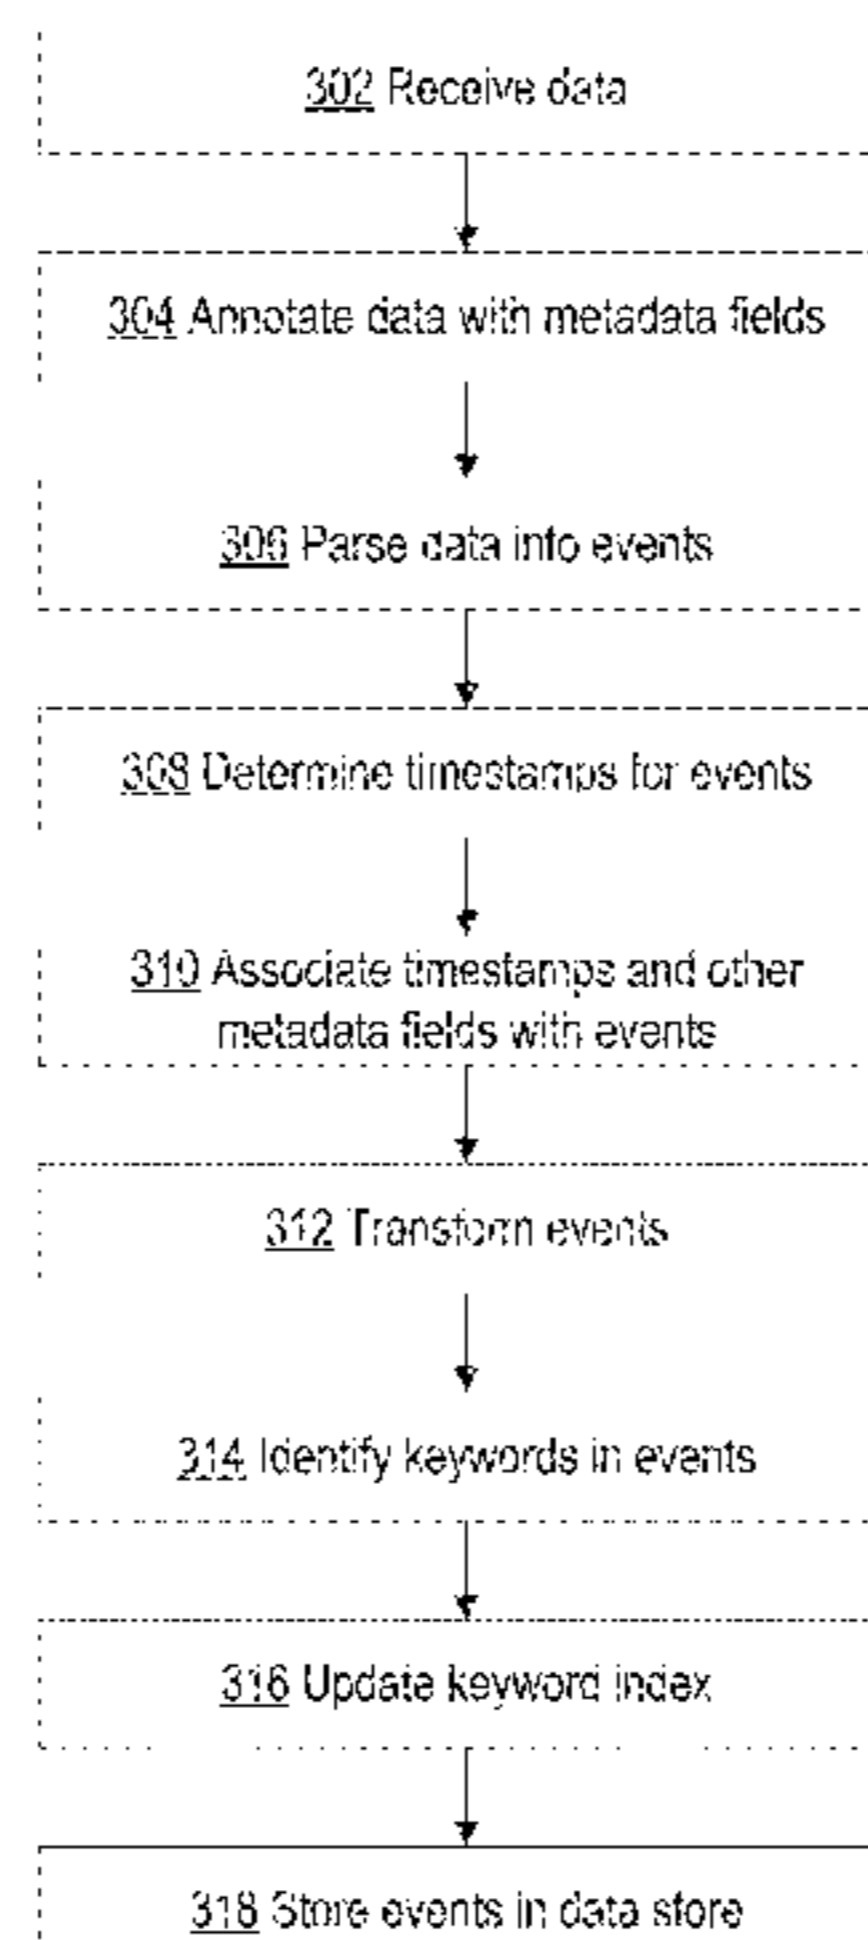 302 Receive data
304 Annotate data with metadata fields
306 Parse data into events
308 Determine timestamps for events
310 Associate timestamps and other
metadata fields with events
312 Transform events
314 Identify keywords in events
316 Update keyword index
318 Store events in data store